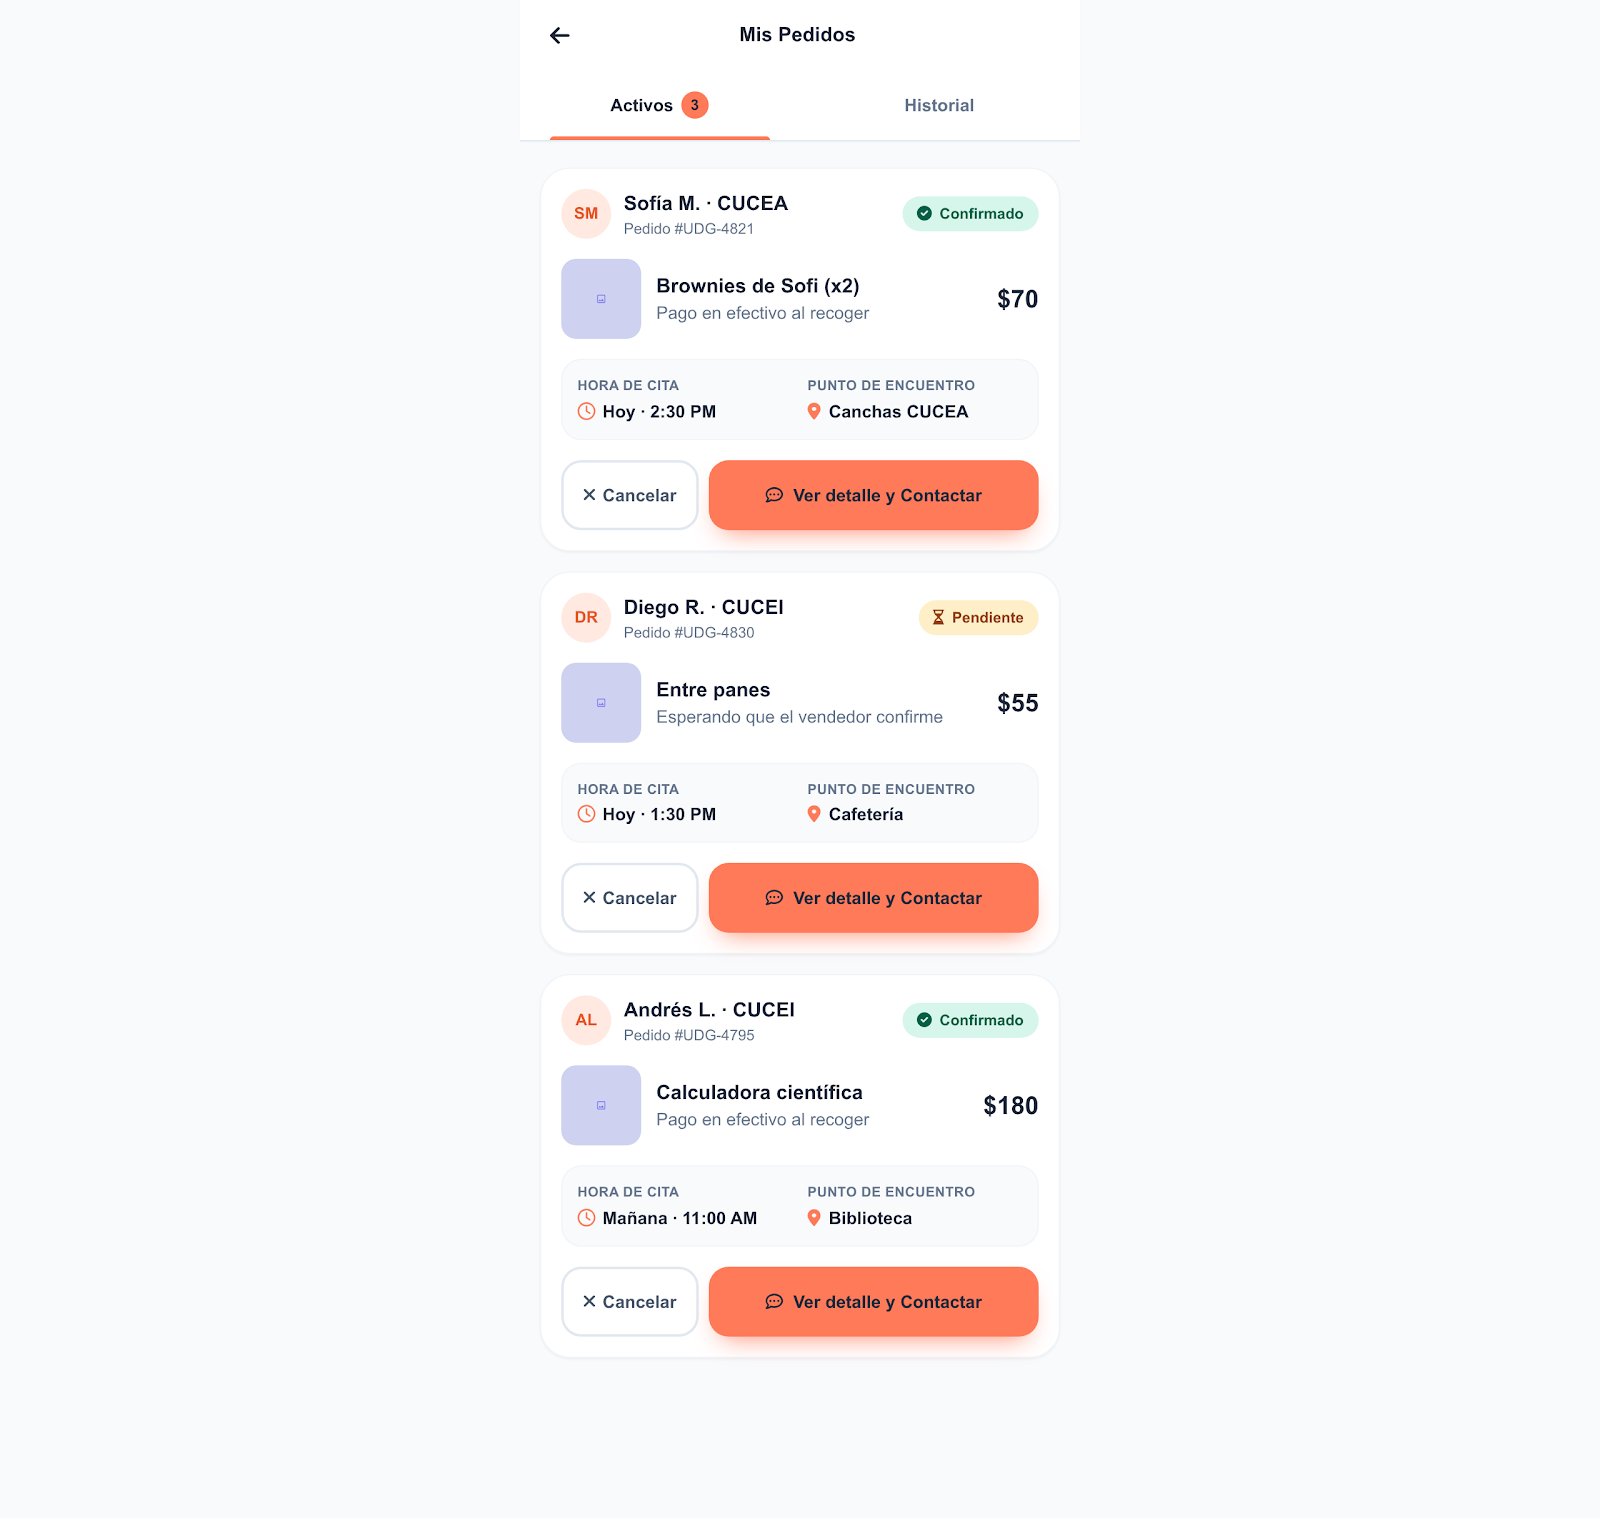 Mis Pedidos
Activos 3
Historial
SM
Sofía M. · CUCEA
Pedido #UDG-4821
Confirmado
Brownies de Sofi (x2)
Pago en efectivo al recoger
$70
HORA DE CITA
Hoy · 2:30 PM
PUNTO DE ENCUENTRO
Canchas CUCEA
Cancelar
Ver detalle y Contactar
DR
Diego R. · CUCEI
Pedido #UDG-4830
Pendiente
Entre panes
Esperando que el vendedor confirme
$55
HORA DE CITA
Hoy · 1:30 PM
PUNTO DE ENCUENTRO
Cafetería
Cancelar
Ver detalle y Contactar
AL
Andrés L. · CUCEI
Pedido #UDG-4795
Confirmado
Calculadora científica
Pago en efectivo al recoger
$180
HORA DE CITA
Mañana · 11:00 AM
PUNTO DE ENCUENTRO
Biblioteca
Cancelar
Ver detalle y Contactar